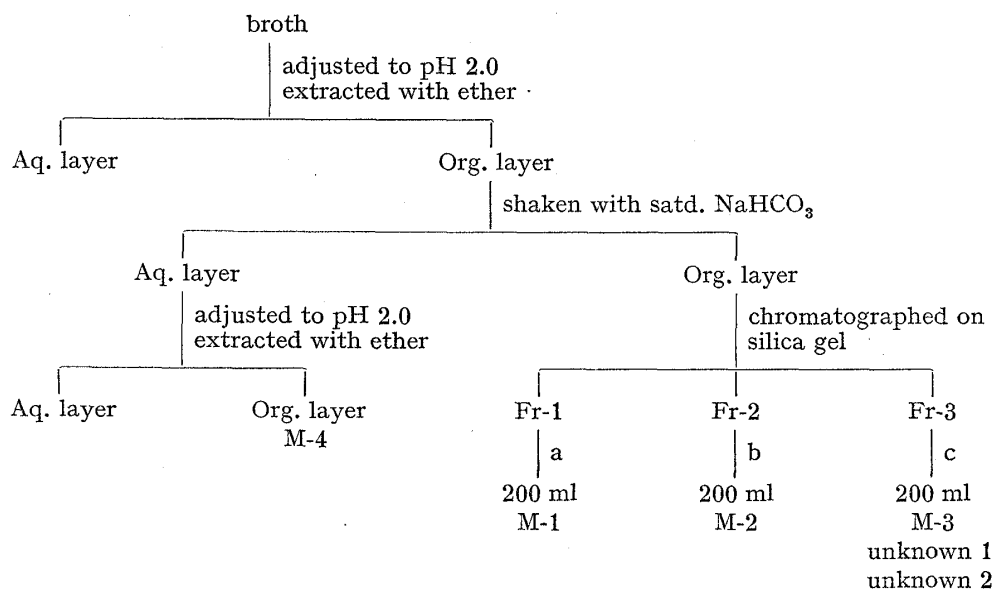 broth
adjusted to pH 2.0
extracted with ether
Aq. layer
Org. layer
shaken with satd. NaHCO₃
Aq. layer
Org. layer
adjusted to pH 2.0
extracted with ether
chromatographed on
silica gel
Aq. layer
Org. layer
M-4
Fr-1
Fr-2
Fr-3
a
b
c
200 ml
M-1
200 ml
M-2
200 ml
M-3
unknown 1
unknown 2